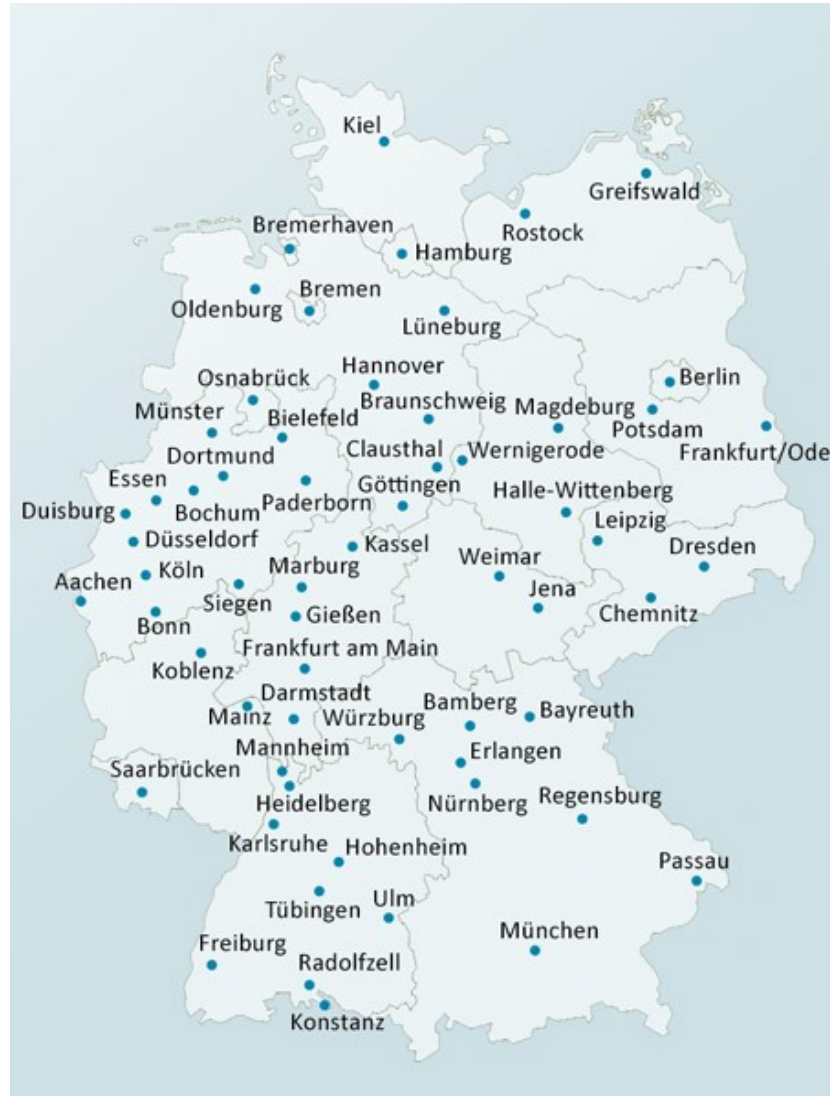 Kiel
Greifswald
Rostock
Bremerhaven
Hamburg
Oldenburg
Bremen
Lüneburg
Hannover
Osnabrück
Berlin
Braunschweig
Magdeburg
Potsdam
Münster
Bielefeld
Frankfurt/Ode
Clausthal
Wernigerode
Dortmund
Essen
Göttingen
Halle-Wittenberg
Paderborn
Duisburg
Bochum
Leipzig
Düsseldorf
Kassel
Dresden
Weimar
Köln
Marburg
Aachen
Jena
Siegen
Gießen
Chemnitz
Bonn
Frankfurt am Main
Koblenz
Darmstadt
Mainz
Würzburg
Bamberg
Bayreuth
Mannheim
Erlangen
Saarbrücken
Heidelberg
Nürnberg
Regensburg
Karlsruhe
Hohenheim
Passau
Tübingen
Ulm
München
Freiburg
Radolfzell
Konstanz